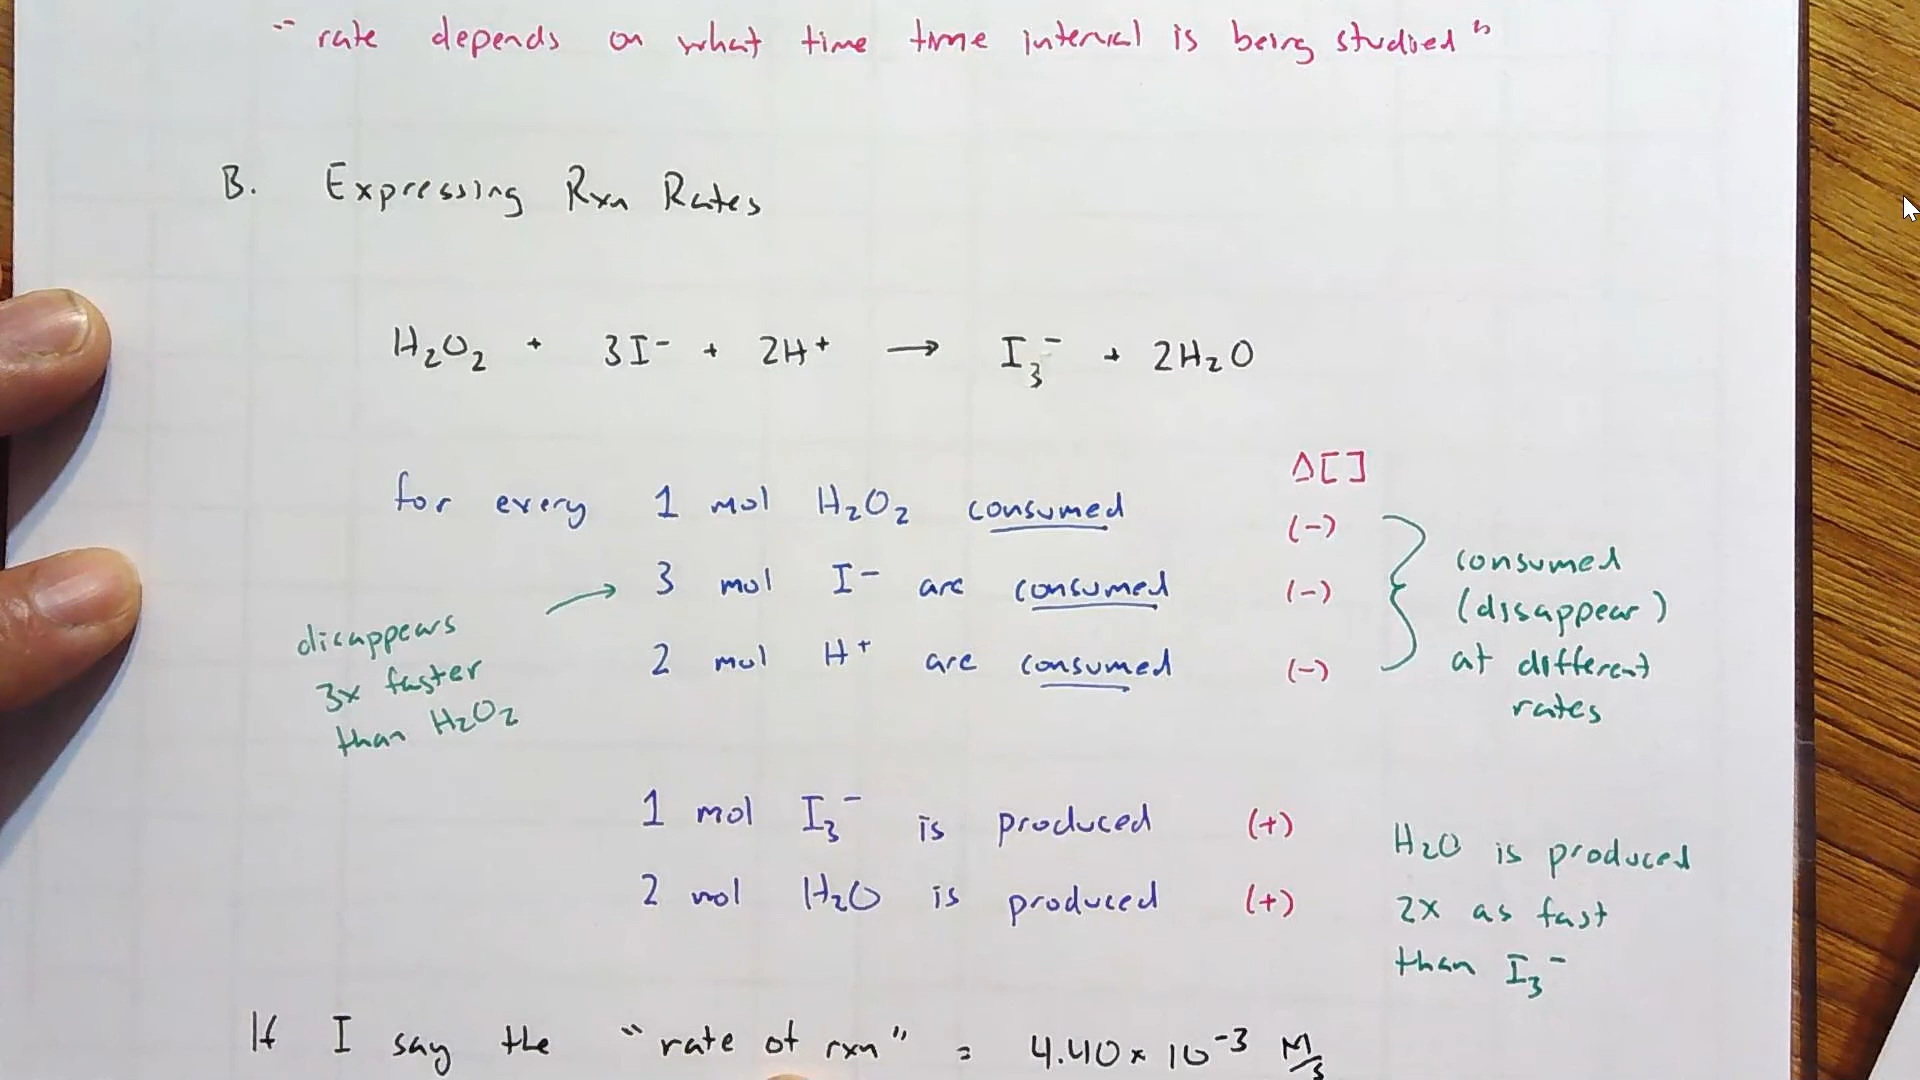 “rate depends on what time time interval is being studied”
B. Expressing Rxn Rates
H₂O₂ + 3I⁻ + 2H⁺ → I₃⁻ + 2H₂O
Δ[]
for every 1 mol H₂O₂ consumed (-)
3 mol I⁻ are consumed (-)
2 mol H⁺ are consumed (-)
consumed
(disappear)
at different
rates
disappears
3x faster
than H₂O₂
1 mol I₃⁻ is produced (+)
2 mol H₂O is produced (+)
H₂O is produced
2x as fast
than I₃⁻
If I say the “rate of rxn” = 4.40 x 10⁻³ M/s